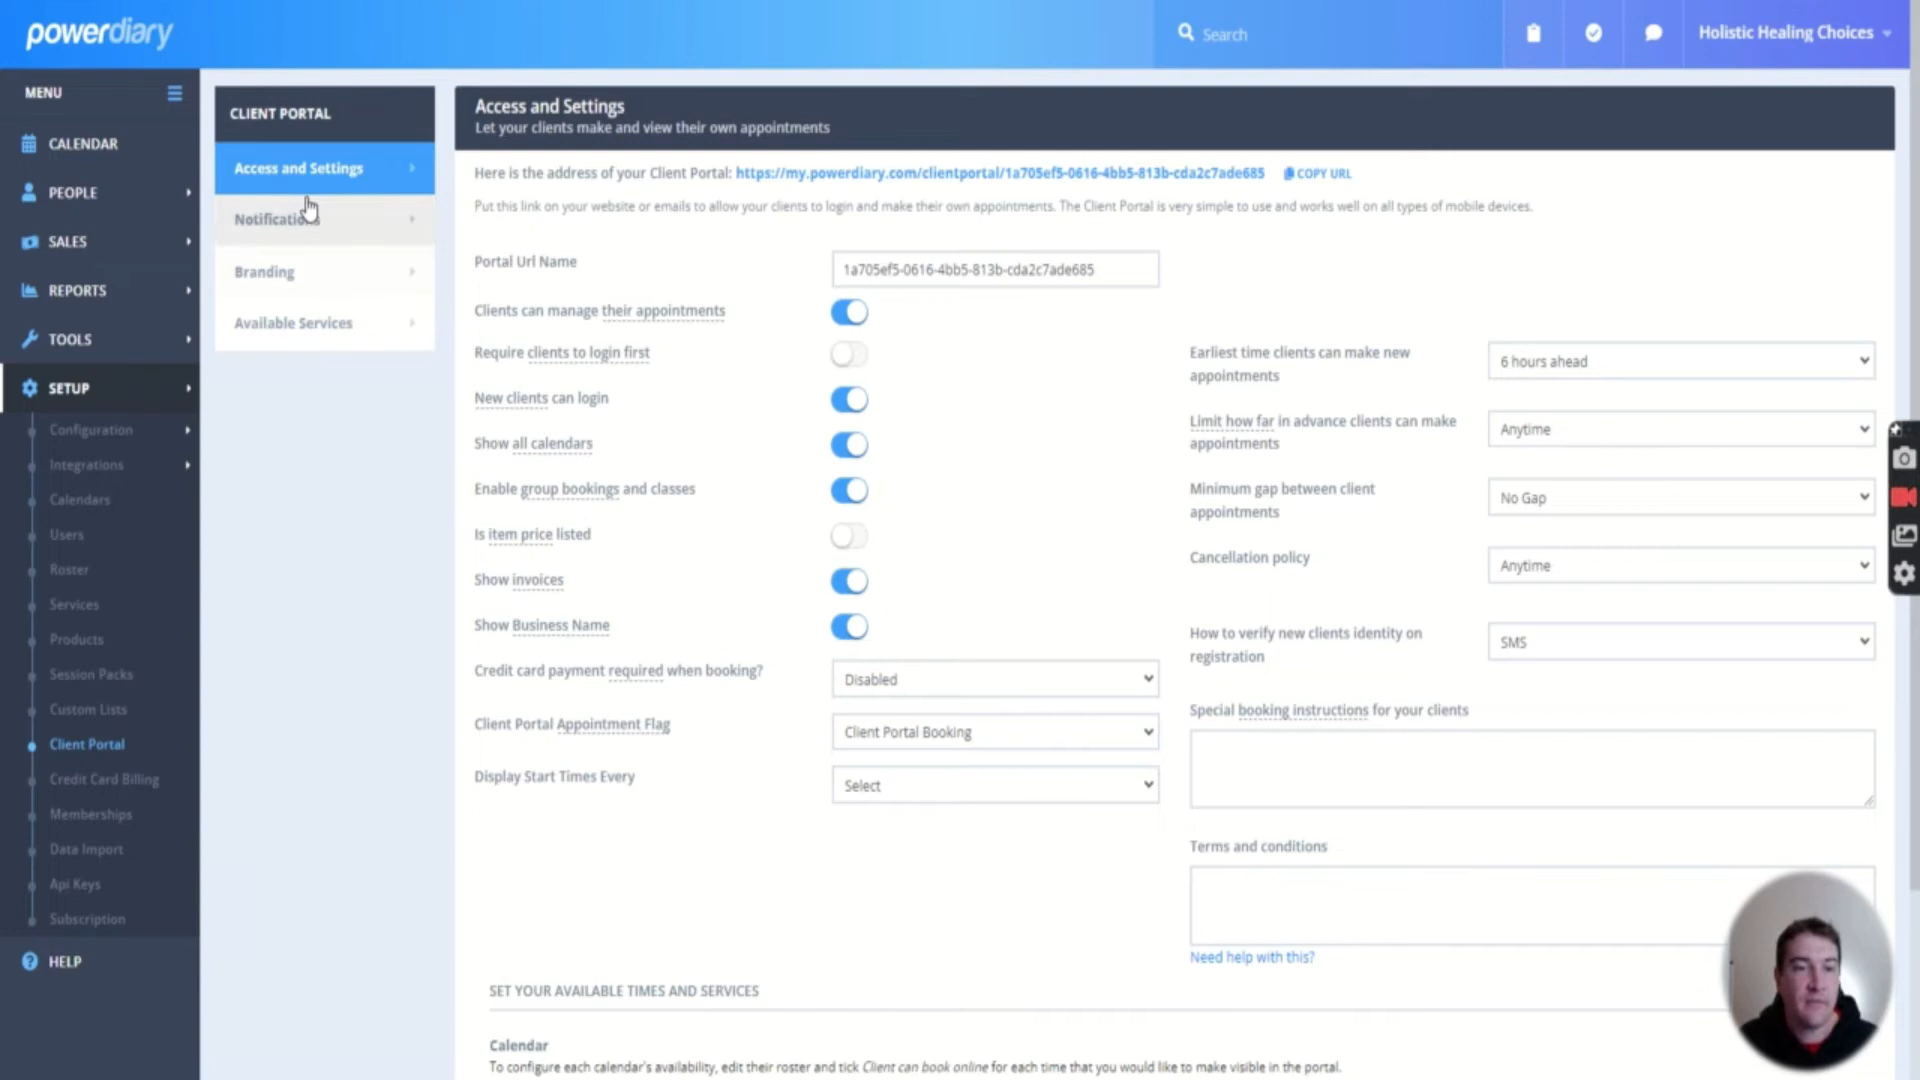 powerdiary
Search
Holistic Healing Choices
MENU
CALENDAR
PEOPLE
SALES
REPORTS
TOOLS
SETUP
Configuration
Integrations
Calendars
Users
Roster
Services
Products
Session Packs
Custom Lists
Client Portal
Credit Card Billing
Memberships
Data Import
Api Keys
Subscription
HELP
CLIENT PORTAL
Access and Settings
Notifications
Branding
Available Services
Access and Settings
Let your clients make and view their own appointments
Here is the address of your Client Portal: https://my.powerdiary.com/clientportal/1a705ef5-0616-4bb5-813b-cda2c7ade685 COPY URL
Put this link on your website or emails to allow your clients to login and make their own appointments. The Client Portal is very simple to use and works well on all types of mobile devices.
Portal Url Name
1a705ef5-0616-4bb5-813b-cda2c7ade685
Clients can manage their appointments
Require clients to login first
New clients can login
Show all calendars
Enable group bookings and classes
Is item price listed
Show invoices
Show Business Name
Credit card payment required when booking?
Disabled
Client Portal Appointment Flag
Client Portal Booking
Display Start Times Every
Select
Earliest time clients can make new
appointments
6 hours ahead
Limit how far in advance clients can make
appointments
Anytime
Minimum gap between client
appointments
No Gap
Cancellation policy
Anytime
How to verify new clients identity on
registration
SMS
Special booking instructions for your clients
Terms and conditions
Need help with this?
SET YOUR AVAILABLE TIMES AND SERVICES
Calendar
To configure each calendar's availability, edit their roster and tick Client can book online for each time that you would like to make visible in the portal.